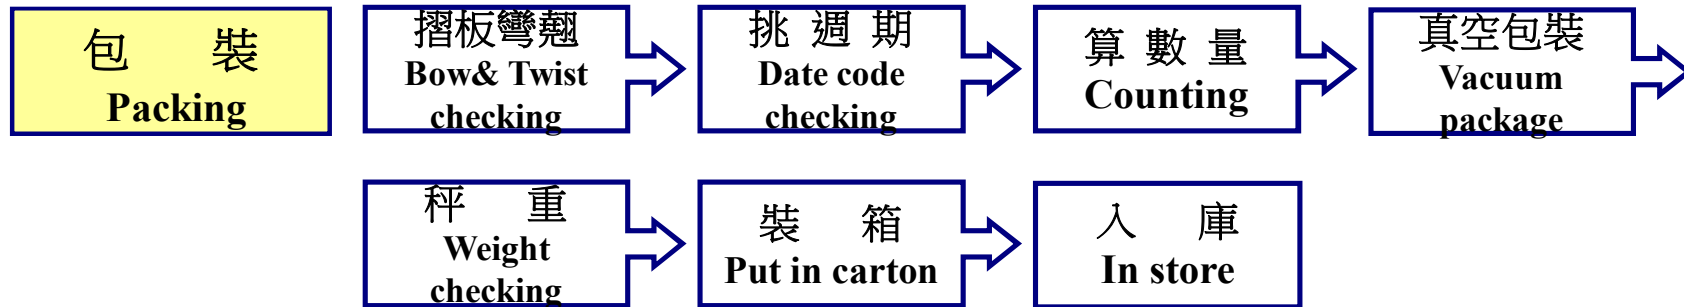 包 裝
Packing
摺板彎翹
Bow& Twist
checking
挑 週 期
Date code
checking
算 數 量
Counting
真空包裝
Vacuum
package
秤 重
Weight
checking
裝 箱
Put in carton
入 庫
In store